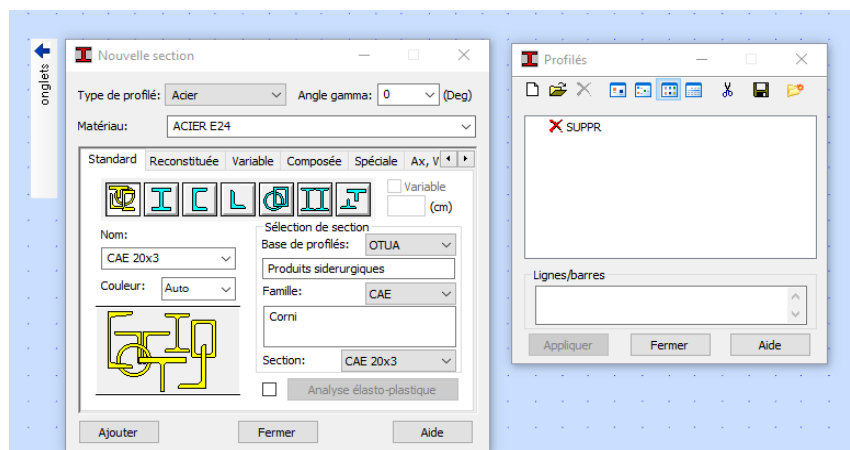 onglets
Nouvelle section
Type de profilé: Acier Angle gamma: 0 (Deg)
Matériau: ACIER E24
Standard Reconstituée Variable Composée Spéciale Ax, V
Variable
(cm)
Nom:
CAE 20x3
Couleur: Auto
Sélection de section
Base de profilés: OTUA
Produits siderurgiques
Famille: CAE
Corni
Section: CAE 20x3
Analyse élasto-plastique
Ajouter Fermer Aide
Profilés
SUPPR
Lignes/barres
Appliquer Fermer Aide